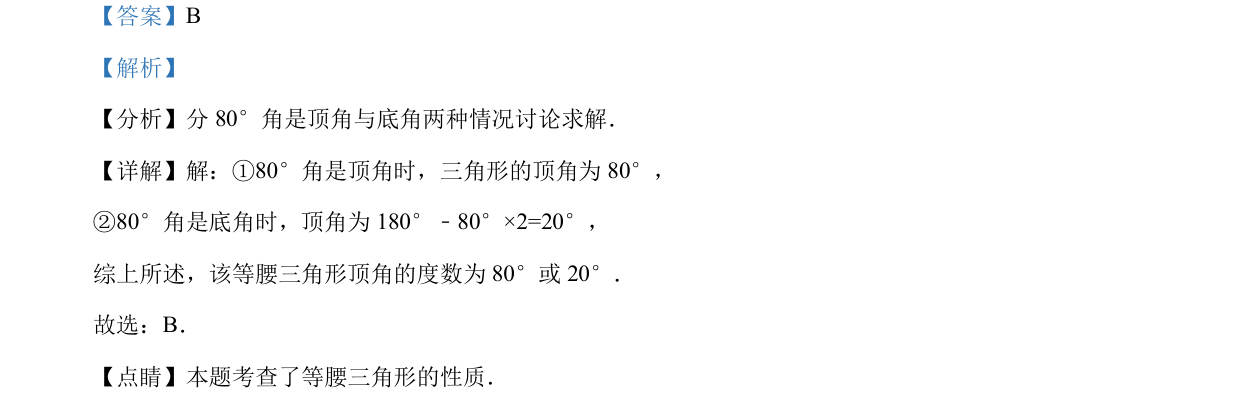 【答案】B
【解析】
【分析】分 80°角是顶角与底角两种情况讨论求解．
【详解】解：①80°角是顶角时，三角形的顶角为 80°，
②80°角是底角时，顶角为 180°﹣80°×2=20°，
综上所述，该等腰三角形顶角的度数为 80°或 20°．
故选：B．
【点睛】本题考查了等腰三角形的性质．